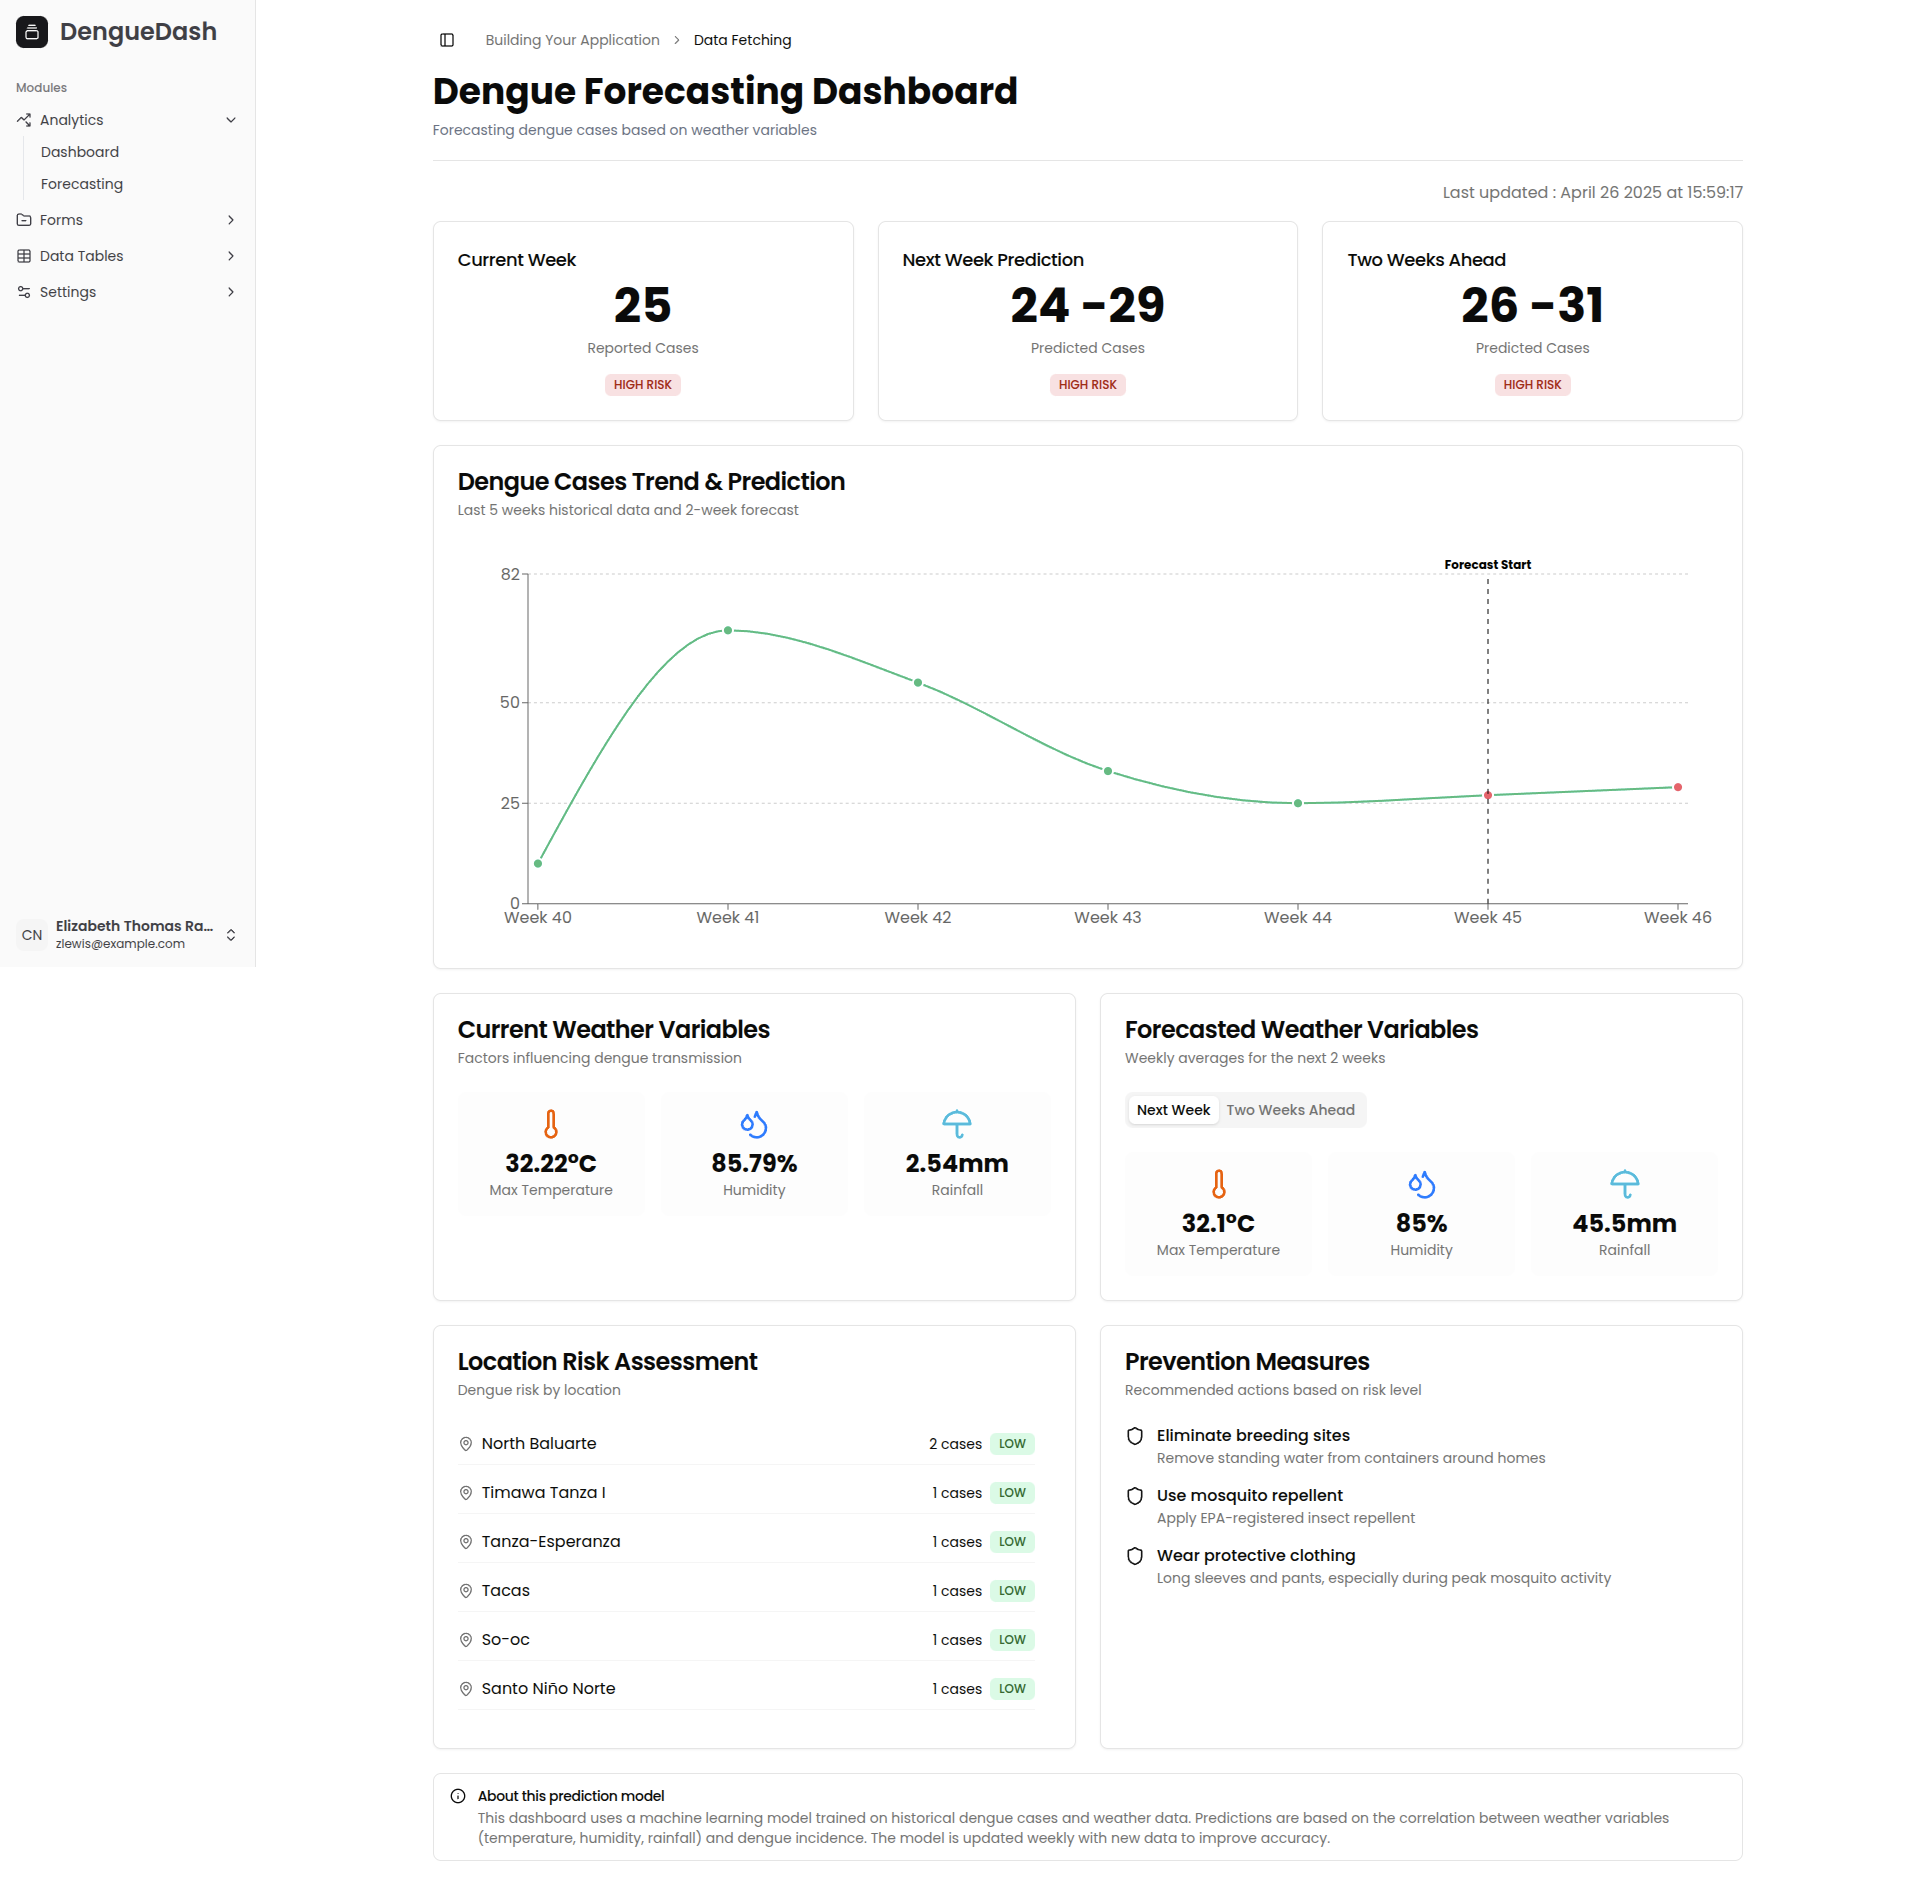 DengueDash
Modules
Analytics
Dashboard
Forecasting
Forms
Data Tables
Settings
CN
Elizabeth Thomas Ra...
zlewis@example.com
Building Your Application
Data Fetching
Dengue Forecasting Dashboard
Forecasting dengue cases based on weather variables
Last updated : April 26 2025 at 15:59:17
Current Week
25
Reported Cases
HIGH RISK
Next Week Prediction
24 -29
Predicted Cases
HIGH RISK
Two Weeks Ahead
26 -31
Predicted Cases
HIGH RISK
Dengue Cases Trend & Prediction
Last 5 weeks historical data and 2-week forecast
Forecast Start
82
50
25
0
Week 40
Week 41
Week 42
Week 43
Week 44
Week 45
Week 46
Current Weather Variables
Factors influencing dengue transmission
32.22°C
Max Temperature
85.79%
Humidity
2.54mm
Rainfall
Forecasted Weather Variables
Weekly averages for the next 2 weeks
Next Week
Two Weeks Ahead
32.1°C
Max Temperature
85%
Humidity
45.5mm
Rainfall
Location Risk Assessment
Dengue risk by location
North Baluarte 2 cases LOW
Timawa Tanza I 1 cases LOW
Tanza-Esperanza 1 cases LOW
Tacas 1 cases LOW
So-oc 1 cases LOW
Santo Niño Norte 1 cases LOW
Prevention Measures
Recommended actions based on risk level
Eliminate breeding sites
Remove standing water from containers around homes
Use mosquito repellent
Apply EPA-registered insect repellent
Wear protective clothing
Long sleeves and pants, especially during peak mosquito activity
About this prediction model
This dashboard uses a machine learning model trained on historical dengue cases and weather data. Predictions are based on the correlation between weather variables
(temperature, humidity, rainfall) and dengue incidence. The model is updated weekly with new data to improve accuracy.